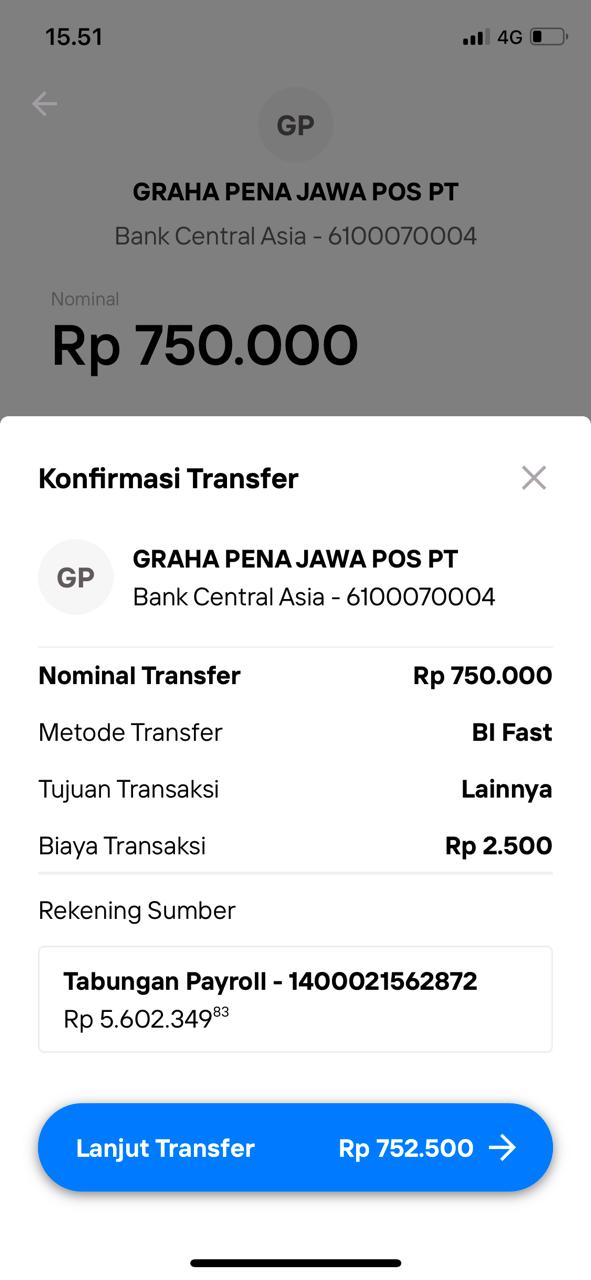 15.51
4G
GP
GRAHA PENA JAWA POS PT
Bank Central Asia - 6100070004
Nominal
Rp 750.000
Konfirmasi Transfer
GP
GRAHA PENA JAWA POS PT
Bank Central Asia - 6100070004
Nominal Transfer Rp 750.000
Metode Transfer BI Fast
Tujuan Transaksi Lainnya
Biaya Transaksi Rp 2.500
Rekening Sumber
Tabungan Payroll - 1400021562872
Rp 5.602.349⁸³
Lanjut Transfer Rp 752.500